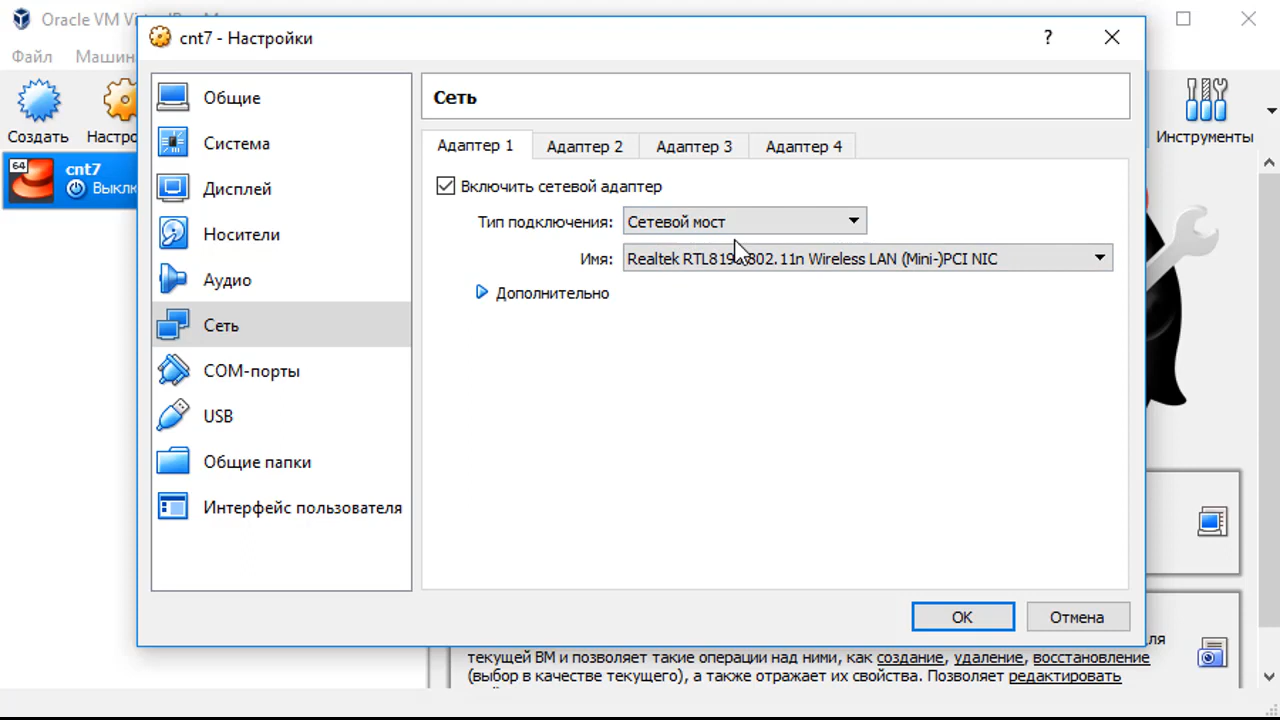 Oracle VM
cnt7 - Настройки
?
Файл
Создать
Инструменты
64
cnt7
Общие
Система
Дисплей
Носители
Аудио
Сеть
COM-порты
USB
Общие папки
Интерфейс пользователя
Сеть
Адаптер 1 Адаптер 2 Адаптер 3 Адаптер 4
Включить сетевой адаптер
Тип подключения: Сетевой мост
Имя: Realtek 802.11n Wireless LAN (Mini-)PCI NIC
Дополнительно
OK Отмена
текущей ВМ и позволяет такие операции над ними, как создание, удаление, восстановление
(выбор в качестве текущего), а также отражает их свойства. Позволяет редактировать